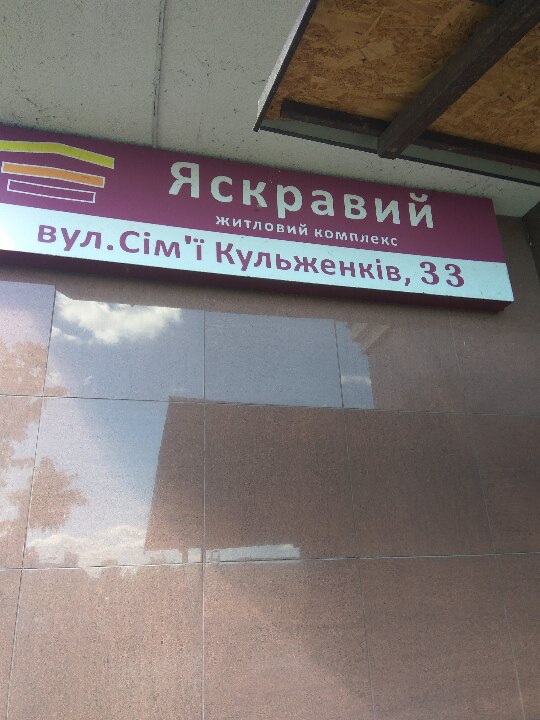 Яскравий
житловий комплекс
вул.Сім'ї Кульженків, 33